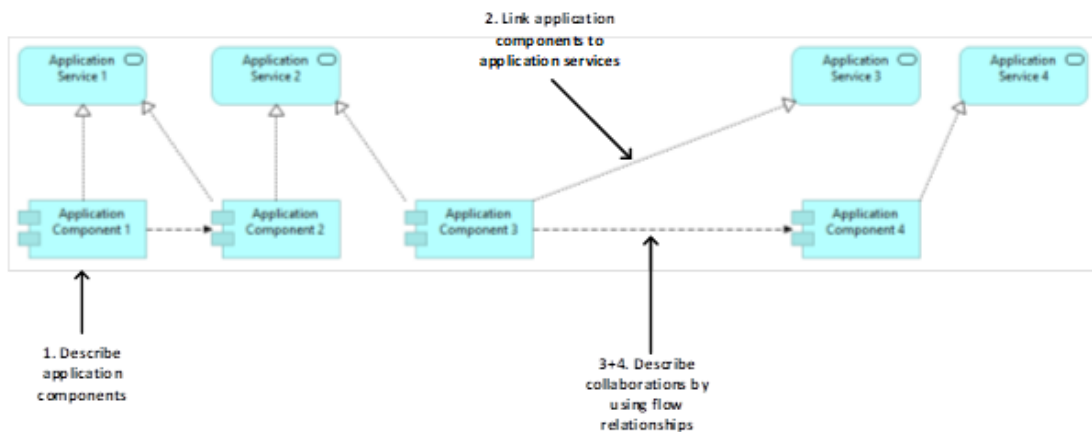 2. Link application
components to
application services
Application
Service 1
Application
Service 2
Application
Service 3
Application
Service 4
Application
Component 1
Application
Component 2
Application
Component 3
Application
Component 4
1. Describe
application
components
3+4. Describe
collaborations by
using flow
relationships